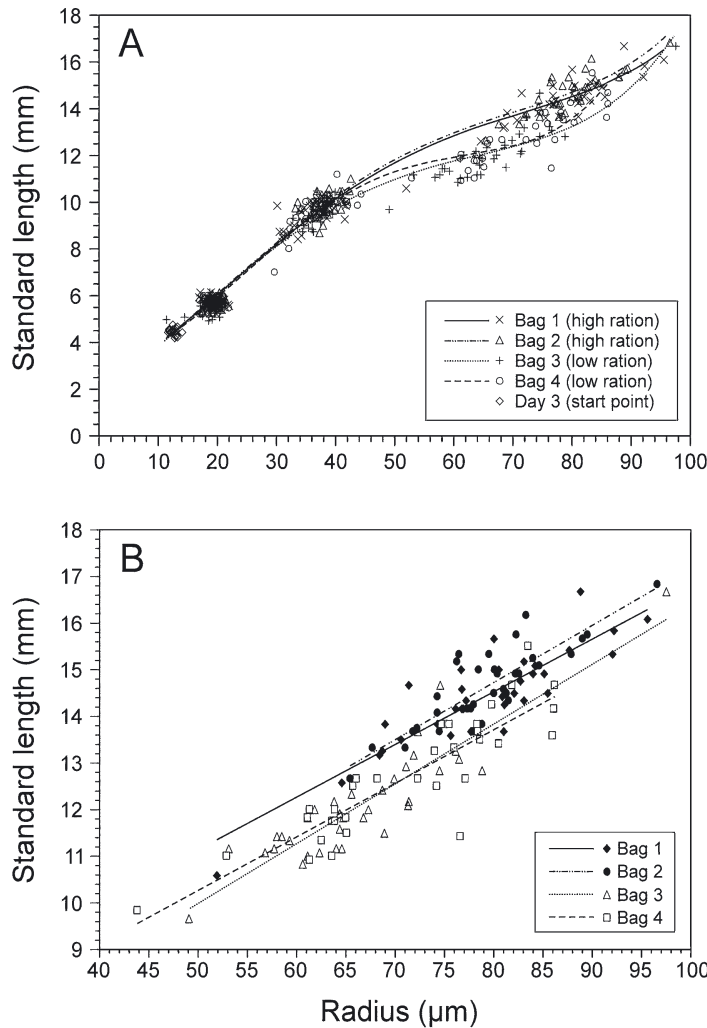 A
Standard length (mm)
18
16
14
12
10
8
6
4
2
0
0 10 20 30 40 50 60 70 80 90 100
Bag 1 (high ration)
Bag 2 (high ration)
Bag 3 (low ration)
Bag 4 (low ration)
Day 3 (start point)
B
Standard length (mm)
18
17
16
15
14
13
12
11
10
9
40 45 50 55 60 65 70 75 80 85 90 95 100
Bag 1
Bag 2
Bag 3
Bag 4
Radius (µm)